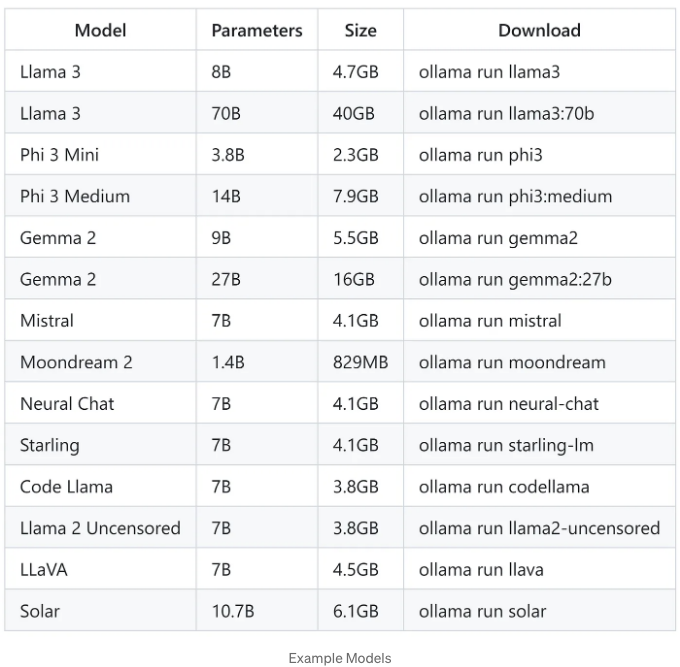 Model Parameters Size Download
Llama 3 8B 4.7GB ollama run llama3
Llama 3 70B 40GB ollama run llama3:70b
Phi 3 Mini 3.8B 2.3GB ollama run phi3
Phi 3 Medium 14B 7.9GB ollama run phi3:medium
Gemma 2 9B 5.5GB ollama run gemma2
Gemma 2 27B 16GB ollama run gemma2:27b
Mistral 7B 4.1GB ollama run mistral
Moondream 2 1.4B 829MB ollama run moondream
Neural Chat 7B 4.1GB ollama run neural-chat
Starling 7B 4.1GB ollama run starling-lm
Code Llama 7B 3.8GB ollama run codellama
Llama 2 Uncensored 7B 3.8GB ollama run llama2-uncensored
LLaVA 7B 4.5GB ollama run llava
Solar 10.7B 6.1GB ollama run solar
Example Models